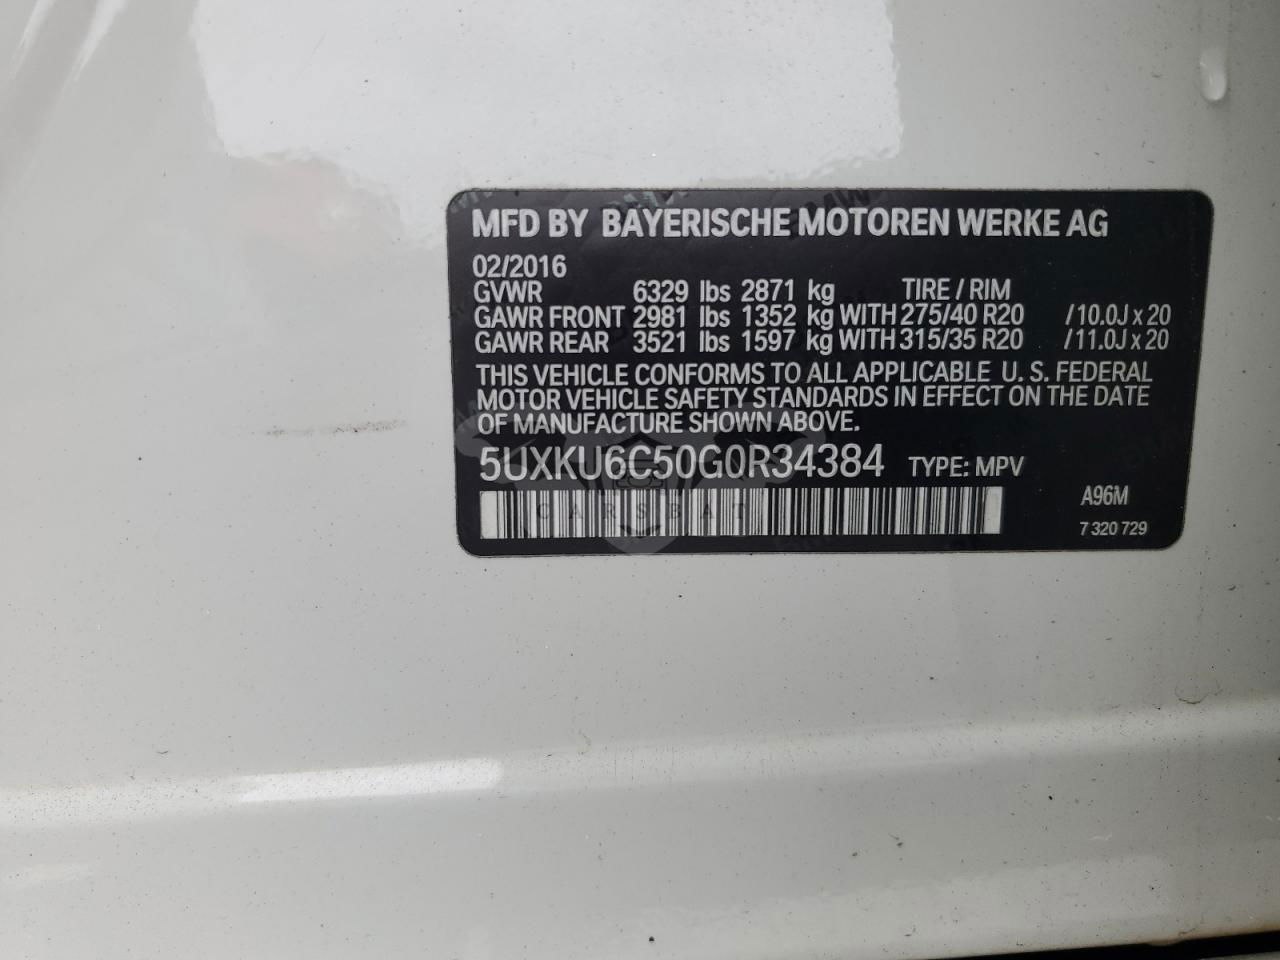 MFD BY BAYERISCHE MOTOREN WERKE AG
02/2016
GVWR 6329 lbs 2871 kg TIRE / RIM
GAWR FRONT 2981 lbs 1352 kg WITH 275/40 R20 /10.0J x 20
GAWR REAR 3521 lbs 1597 kg WITH 315/35 R20 /11.0J x 20
THIS VEHICLE CONFORMS TO ALL APPLICABLE U. S. FEDERAL
MOTOR VEHICLE SAFETY STANDARDS IN EFFECT ON THE DATE
OF MANUFACTURE SHOWN ABOVE.
5UXKU6C50G0R34384 TYPE: MPV
CARSBAT
A96M
7 320 729